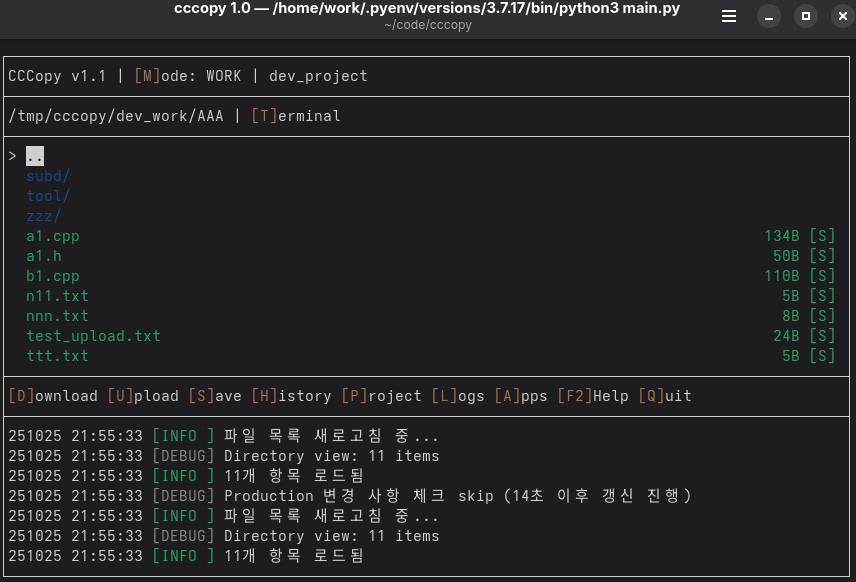 cccopy 1.0 — /home/work/.pyenv/versions/3.7.17/bin/python3 main.py
~/code/cccopy
CCCopy v1.1 | [M]ode: WORK | dev_project
/tmp/cccopy/dev_work/AAA | [T]erminal
> ..
subd/
tool/
zzz/
a1.cpp 134B [S]
a1.h 50B [S]
b1.cpp 110B [S]
n11.txt 5B [S]
nnn.txt 8B [S]
test_upload.txt 24B [S]
ttt.txt 5B [S]
[D]ownload [U]pload [S]ave [H]istory [P]roject [L]ogs [A]pps [F2]Help [Q]uit
251025 21:55:33 [INFO ] 파일 목록 새로고침 중...
251025 21:55:33 [DEBUG] Directory view: 11 items
251025 21:55:33 [INFO ] 11개 항목 로드됨
251025 21:55:33 [DEBUG] Production 변경 사항 체크 skip (14초 이후 갱신 진행)
251025 21:55:33 [INFO ] 파일 목록 새로고침 중...
251025 21:55:33 [DEBUG] Directory view: 11 items
251025 21:55:33 [INFO ] 11개 항목 로드됨